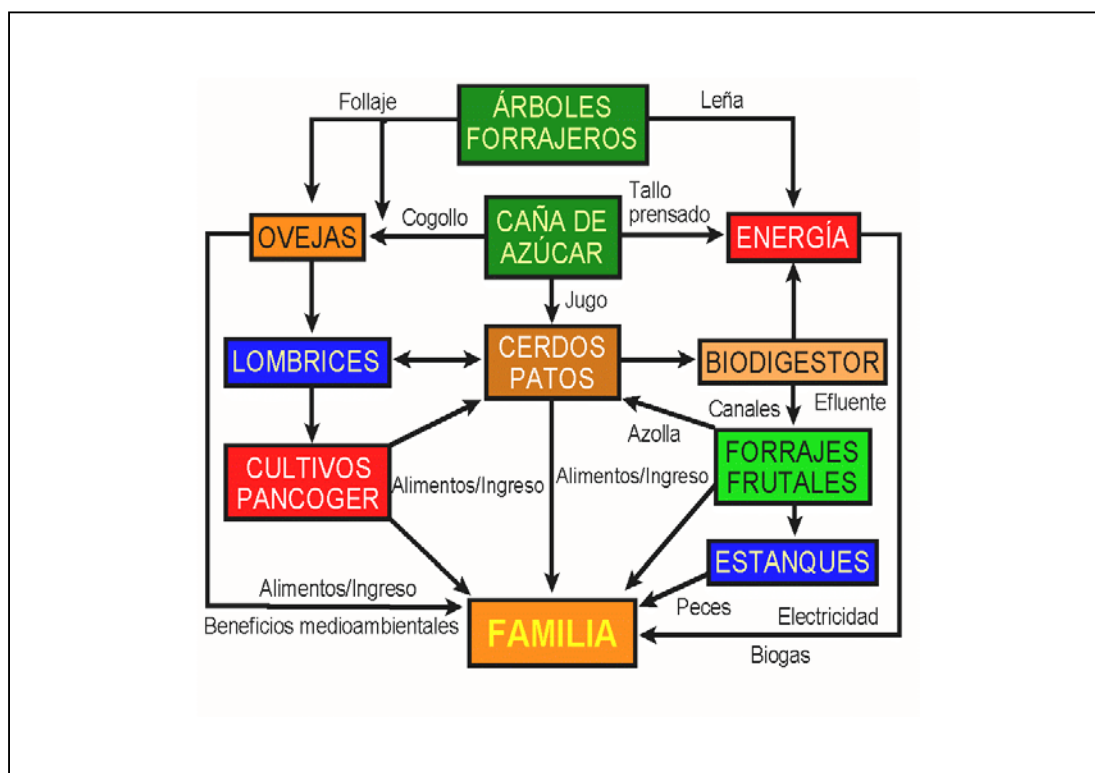 Follaje
ÁRBOLES
FORRAJEROS
Leña
OVEJAS
Cogollo
CAÑA DE
AZÚCAR
Tallo
prensado
ENERGÍA
Jugo
LOMBRICES
CERDOS
PATOS
BIODIGESTOR
Canales
Efluente
Azolla
CULTIVOS
PANCOGER
Alimentos/Ingreso
Alimentos/Ingreso
FORRAJES
FRUTALES
ESTANQUES
Alimentos/Ingreso
Beneficios medioambientales
FAMILIA
Peces
Electricidad
Biogas